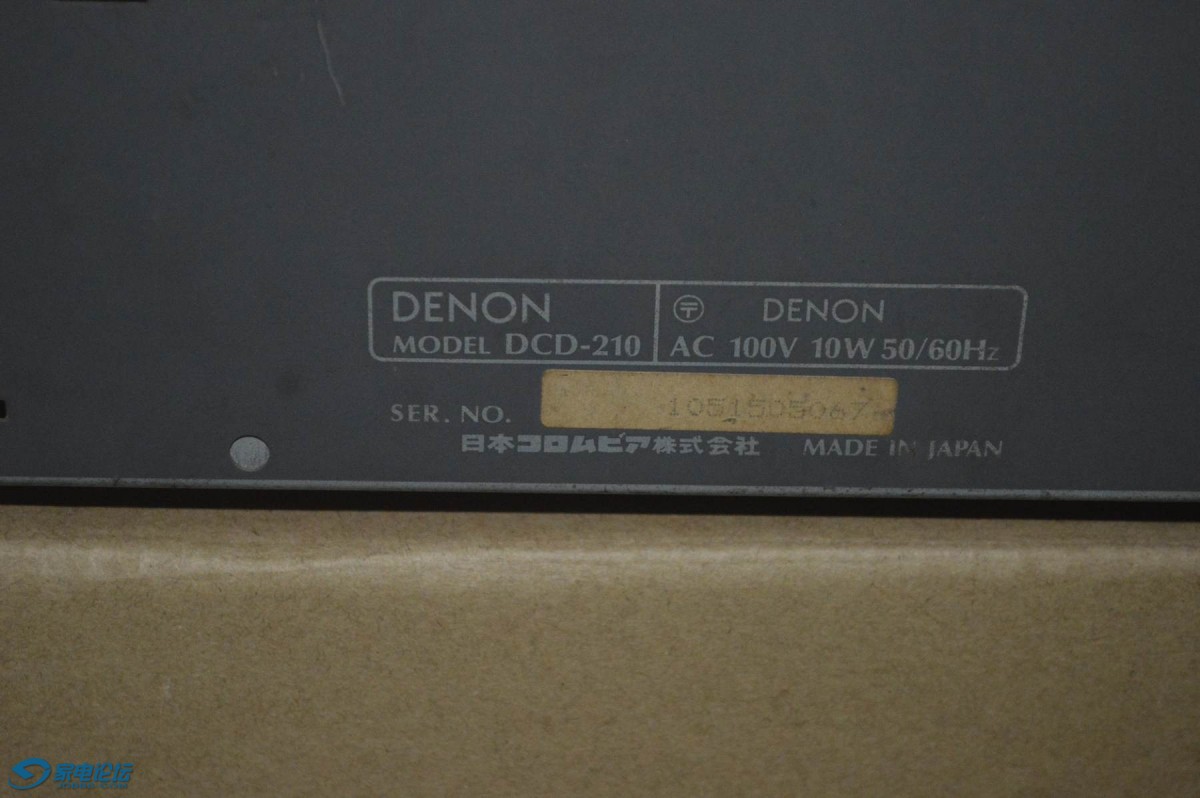 DENON
MODEL DCD-210
〒 DENON
AC 100V 10W 50/60Hz
SER. NO.
日本コロムビア株式会社 MADE IN JAPAN
家电论坛